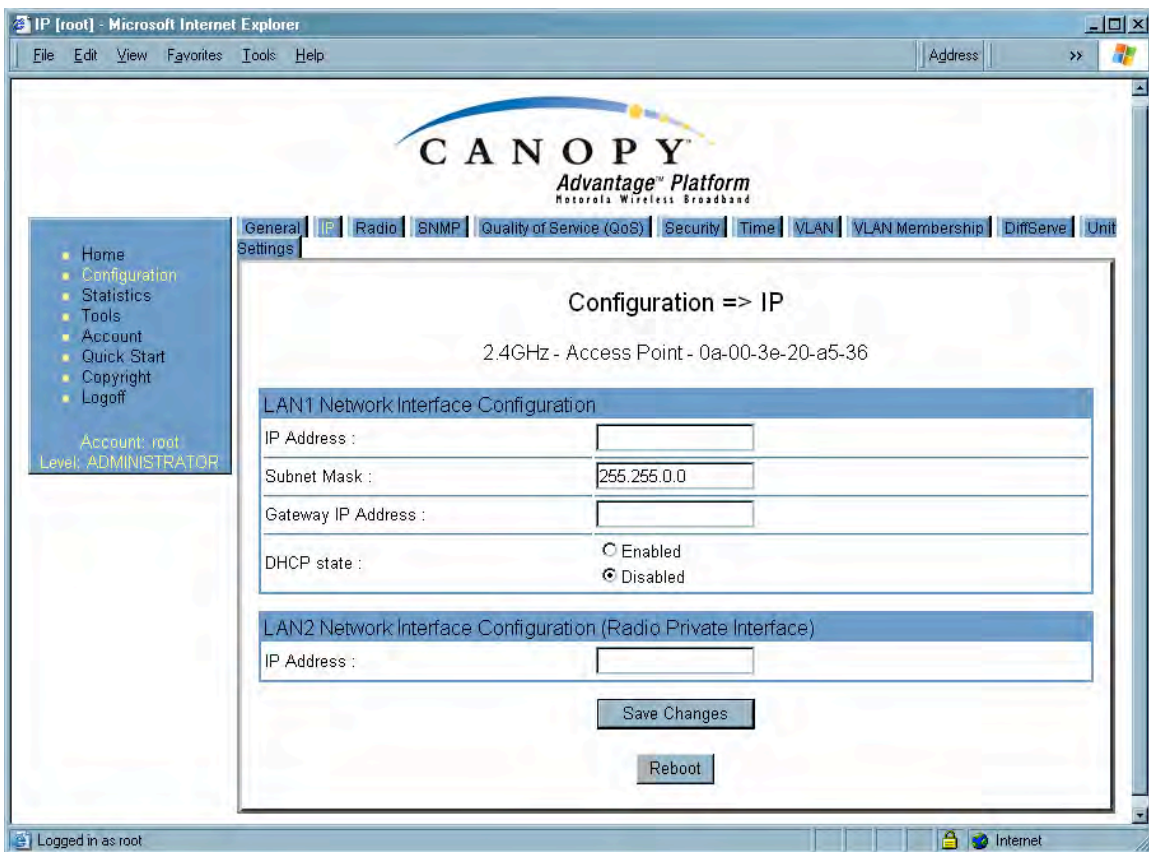 IP [root] - Microsoft Internet Explorer
File Edit View Favorites Tools Help Address >>
CANOPY™
Advantage™ Platform
Motorola Wireless Broadband
General IP Radio SNMP Quality of Service (QoS) Security Time VLAN VLAN Membership DiffServe Unit
Settings
Home
Configuration
Statistics
Tools
Account
Quick Start
Copyright
Logoff
Account: root
Level: ADMINISTRATOR
Configuration => IP
2.4GHz - Access Point - 0a-00-3e-20-a5-36
LAN1 Network Interface Configuration
IP Address :
Subnet Mask : 255.255.0.0
Gateway IP Address :
DHCP state : Enabled
Disabled
LAN2 Network Interface Configuration (Radio Private Interface)
IP Address :
Save Changes
Reboot
Logged in as root Internet